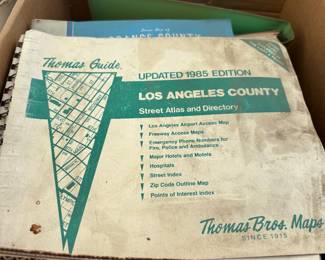 ORANGE COUNTY
Thomas Guide
UPDATED 1985 EDITION
LOS ANGELES COUNTY
Street Atlas and Directory
Los Angeles Airport Access Map
Freeway Access Maps
Emergency Phone Numbers for
Fire, Police and Ambulance
Major Hotels and Motels
Hospitals
Street Index
Zip Code Outline Map
Points of Interest Index
Thomas Bros. Maps
SINCE 1915